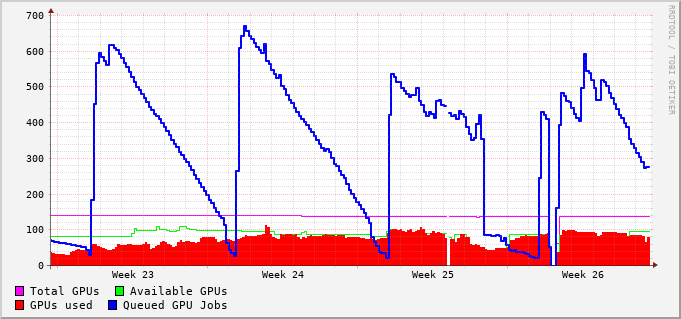 700
600
500
400
300
200
100
0
Week 23 Week 24 Week 25 Week 26
Total GPUs Available GPUs
GPUs used Queued GPU Jobs
RRDTOOL / TOBI OETIKER